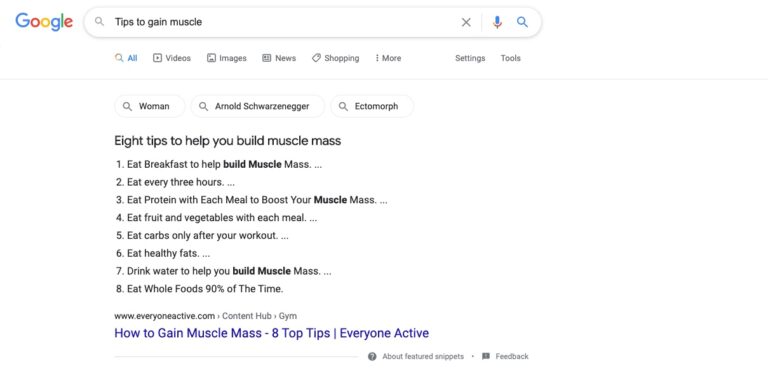 Google Tips to gain muscle
All Videos Images News Shopping More Settings Tools
Woman Arnold Schwarzenegger Ectomorph
Eight tips to help you build muscle mass
1. Eat Breakfast to help build Muscle Mass. ...
2. Eat every three hours. ...
3. Eat Protein with Each Meal to Boost Your Muscle Mass. ...
4. Eat fruit and vegetables with each meal. ...
5. Eat carbs only after your workout. ...
6. Eat healthy fats. ...
7. Drink water to help you build Muscle Mass. ...
8. Eat Whole Foods 90% of The Time.
www.everyoneactive.com › Content Hub › Gym
How to Gain Muscle Mass - 8 Top Tips | Everyone Active
About featured snippets • Feedback